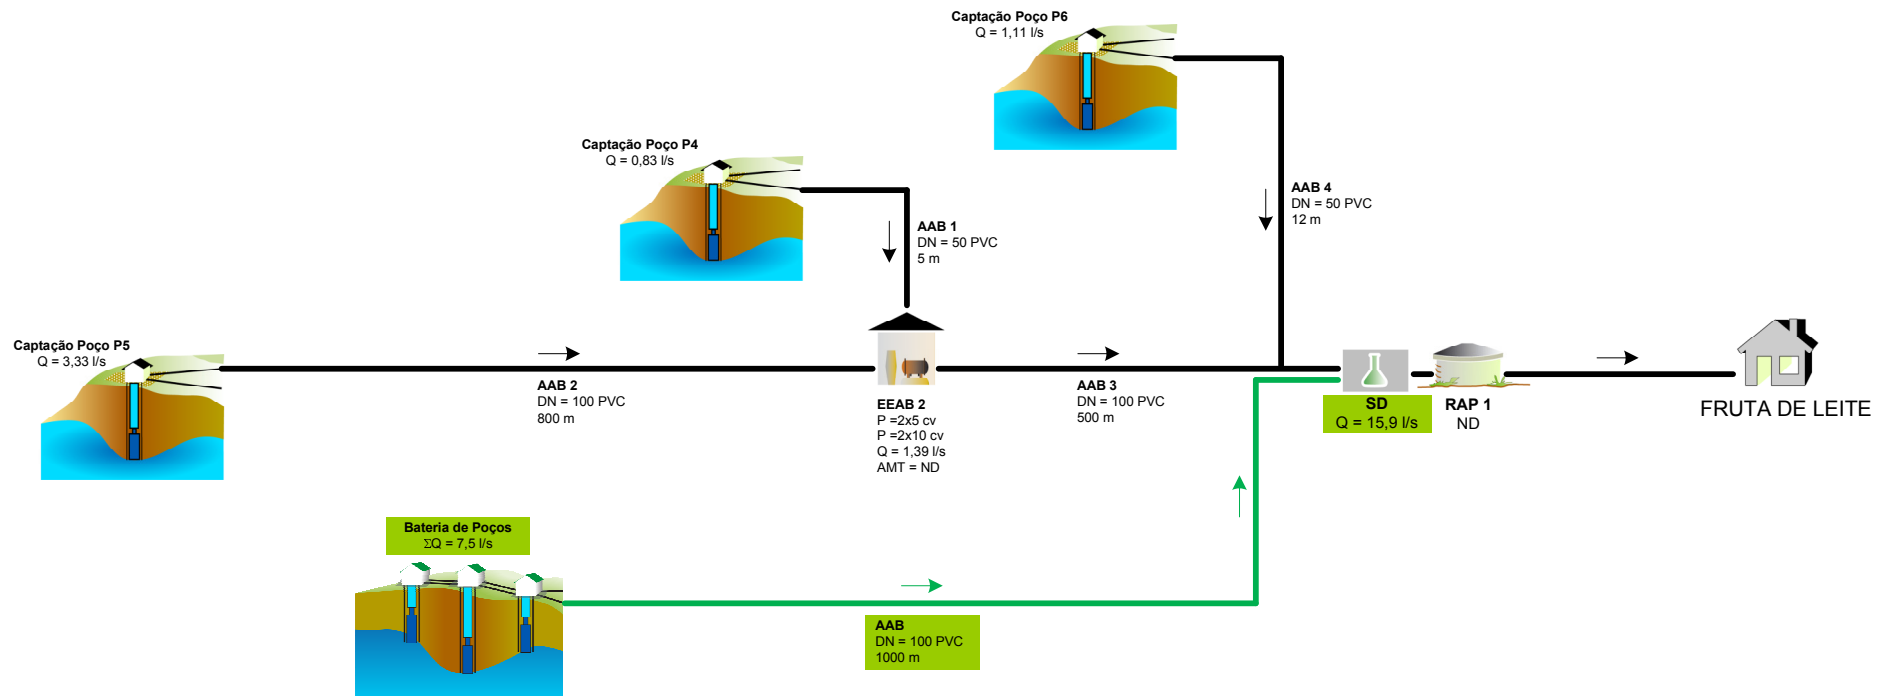 Captação Poço P6
Q = 1,11 l/s
Captação Poço P4
Q = 0,83 l/s
AAB 4
DN = 50 PVC
12 m
AAB 1
DN = 50 PVC
5 m
Captação Poço P5
Q = 3,33 l/s
AAB 2
DN = 100 PVC
800 m
EEAB 2
P =2x5 cv
P =2x10 cv
Q = 1,39 l/s
AMT = ND
AAB 3
DN = 100 PVC
500 m
SD
Q = 15,9 l/s
RAP 1
ND
FRUTA DE LEITE
Bateria de Poços
ΣQ = 7,5 l/s
AAB
DN = 100 PVC
1000 m